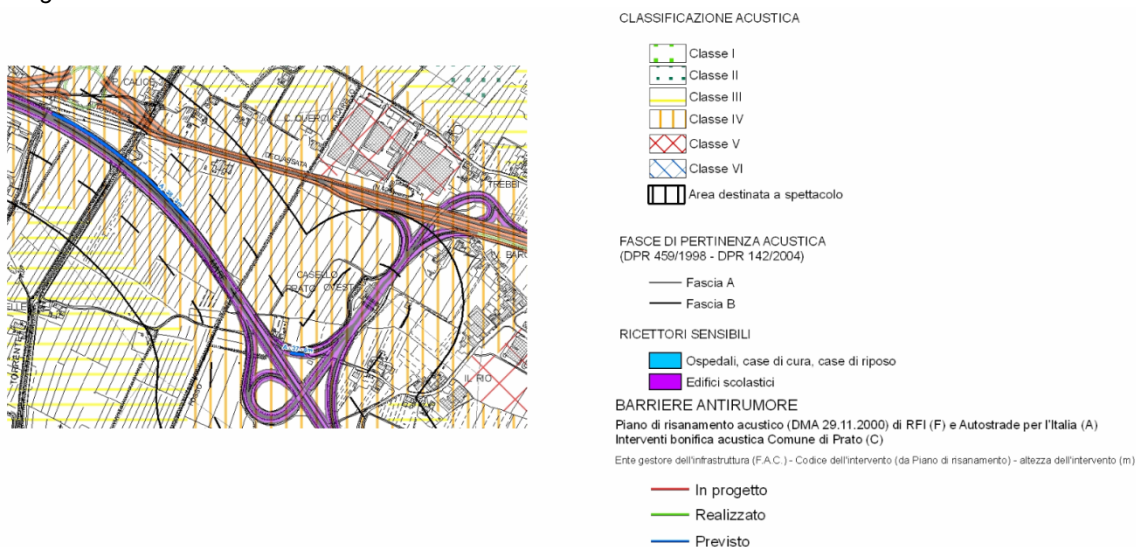 CLASSIFICAZIONE ACUSTICA
Classe I
Classe II
Classe III
Classe IV
Classe V
Classe VI
Area destinata a spettacolo
FASCE DI PERTINENZA ACUSTICA
(DPR 459/1998 - DPR 142/2004)
Fascia A
Fascia B
RICETTORI SENSIBILI
Ospedali, case di cura, case di riposo
Edifici scolastici
BARRIERE ANTIRUMORE
Piano di risanamento acustico (DMA 29.11.2000) di RFI (F) e Autostrade per l'Italia (A)
Interventi bonifica acustica Comune di Prato (C)
Ente gestore dell'infrastruttura (F.A.C.) - Codice dell'intervento (da Piano di risanamento) - altezza dell'intervento (m)
In progetto
Realizzato
Previsto
CALICE
C. QUERCI
DECLASSATA
TREBBI
CASELLO
PRATO OVEST
TORRENTE
IL RIO